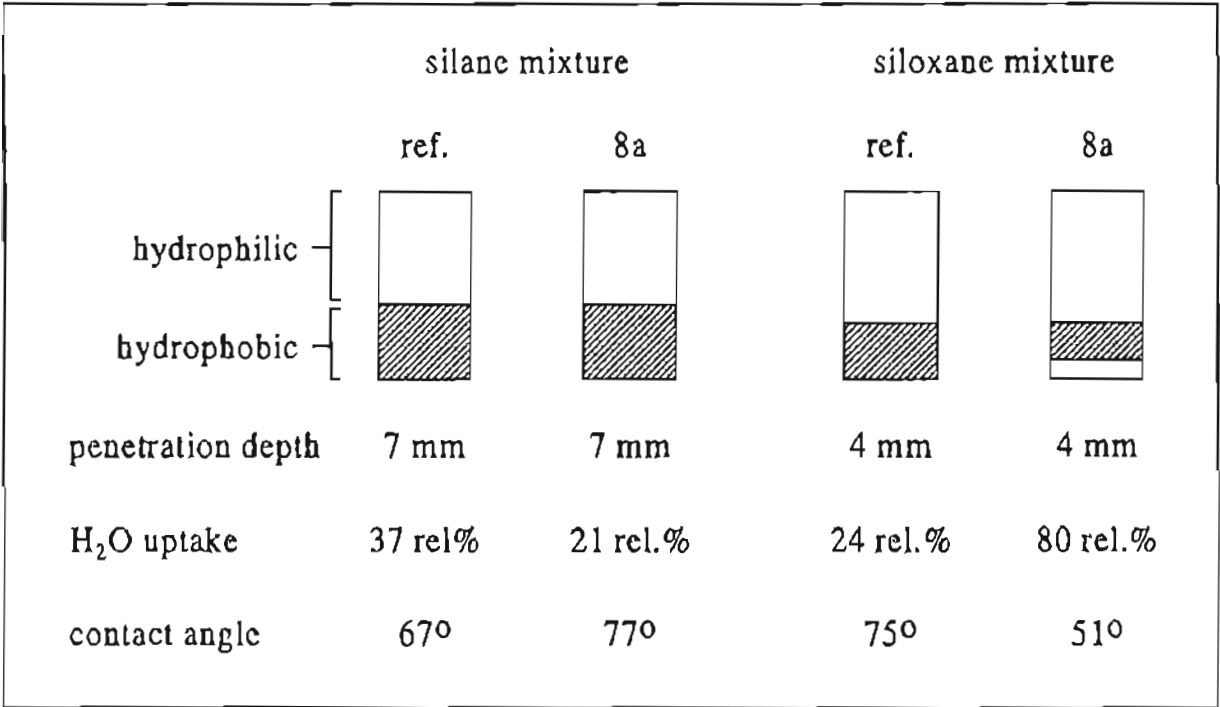 silane mixture siloxane mixture
ref. 8a ref. 8a
hydrophilic
hydrophobic
penetration depth 7 mm 7 mm 4 mm 4 mm
H₂O uptake 37 rel% 21 rel.% 24 rel.% 80 rel.%
contact angle 67° 77° 75° 51°